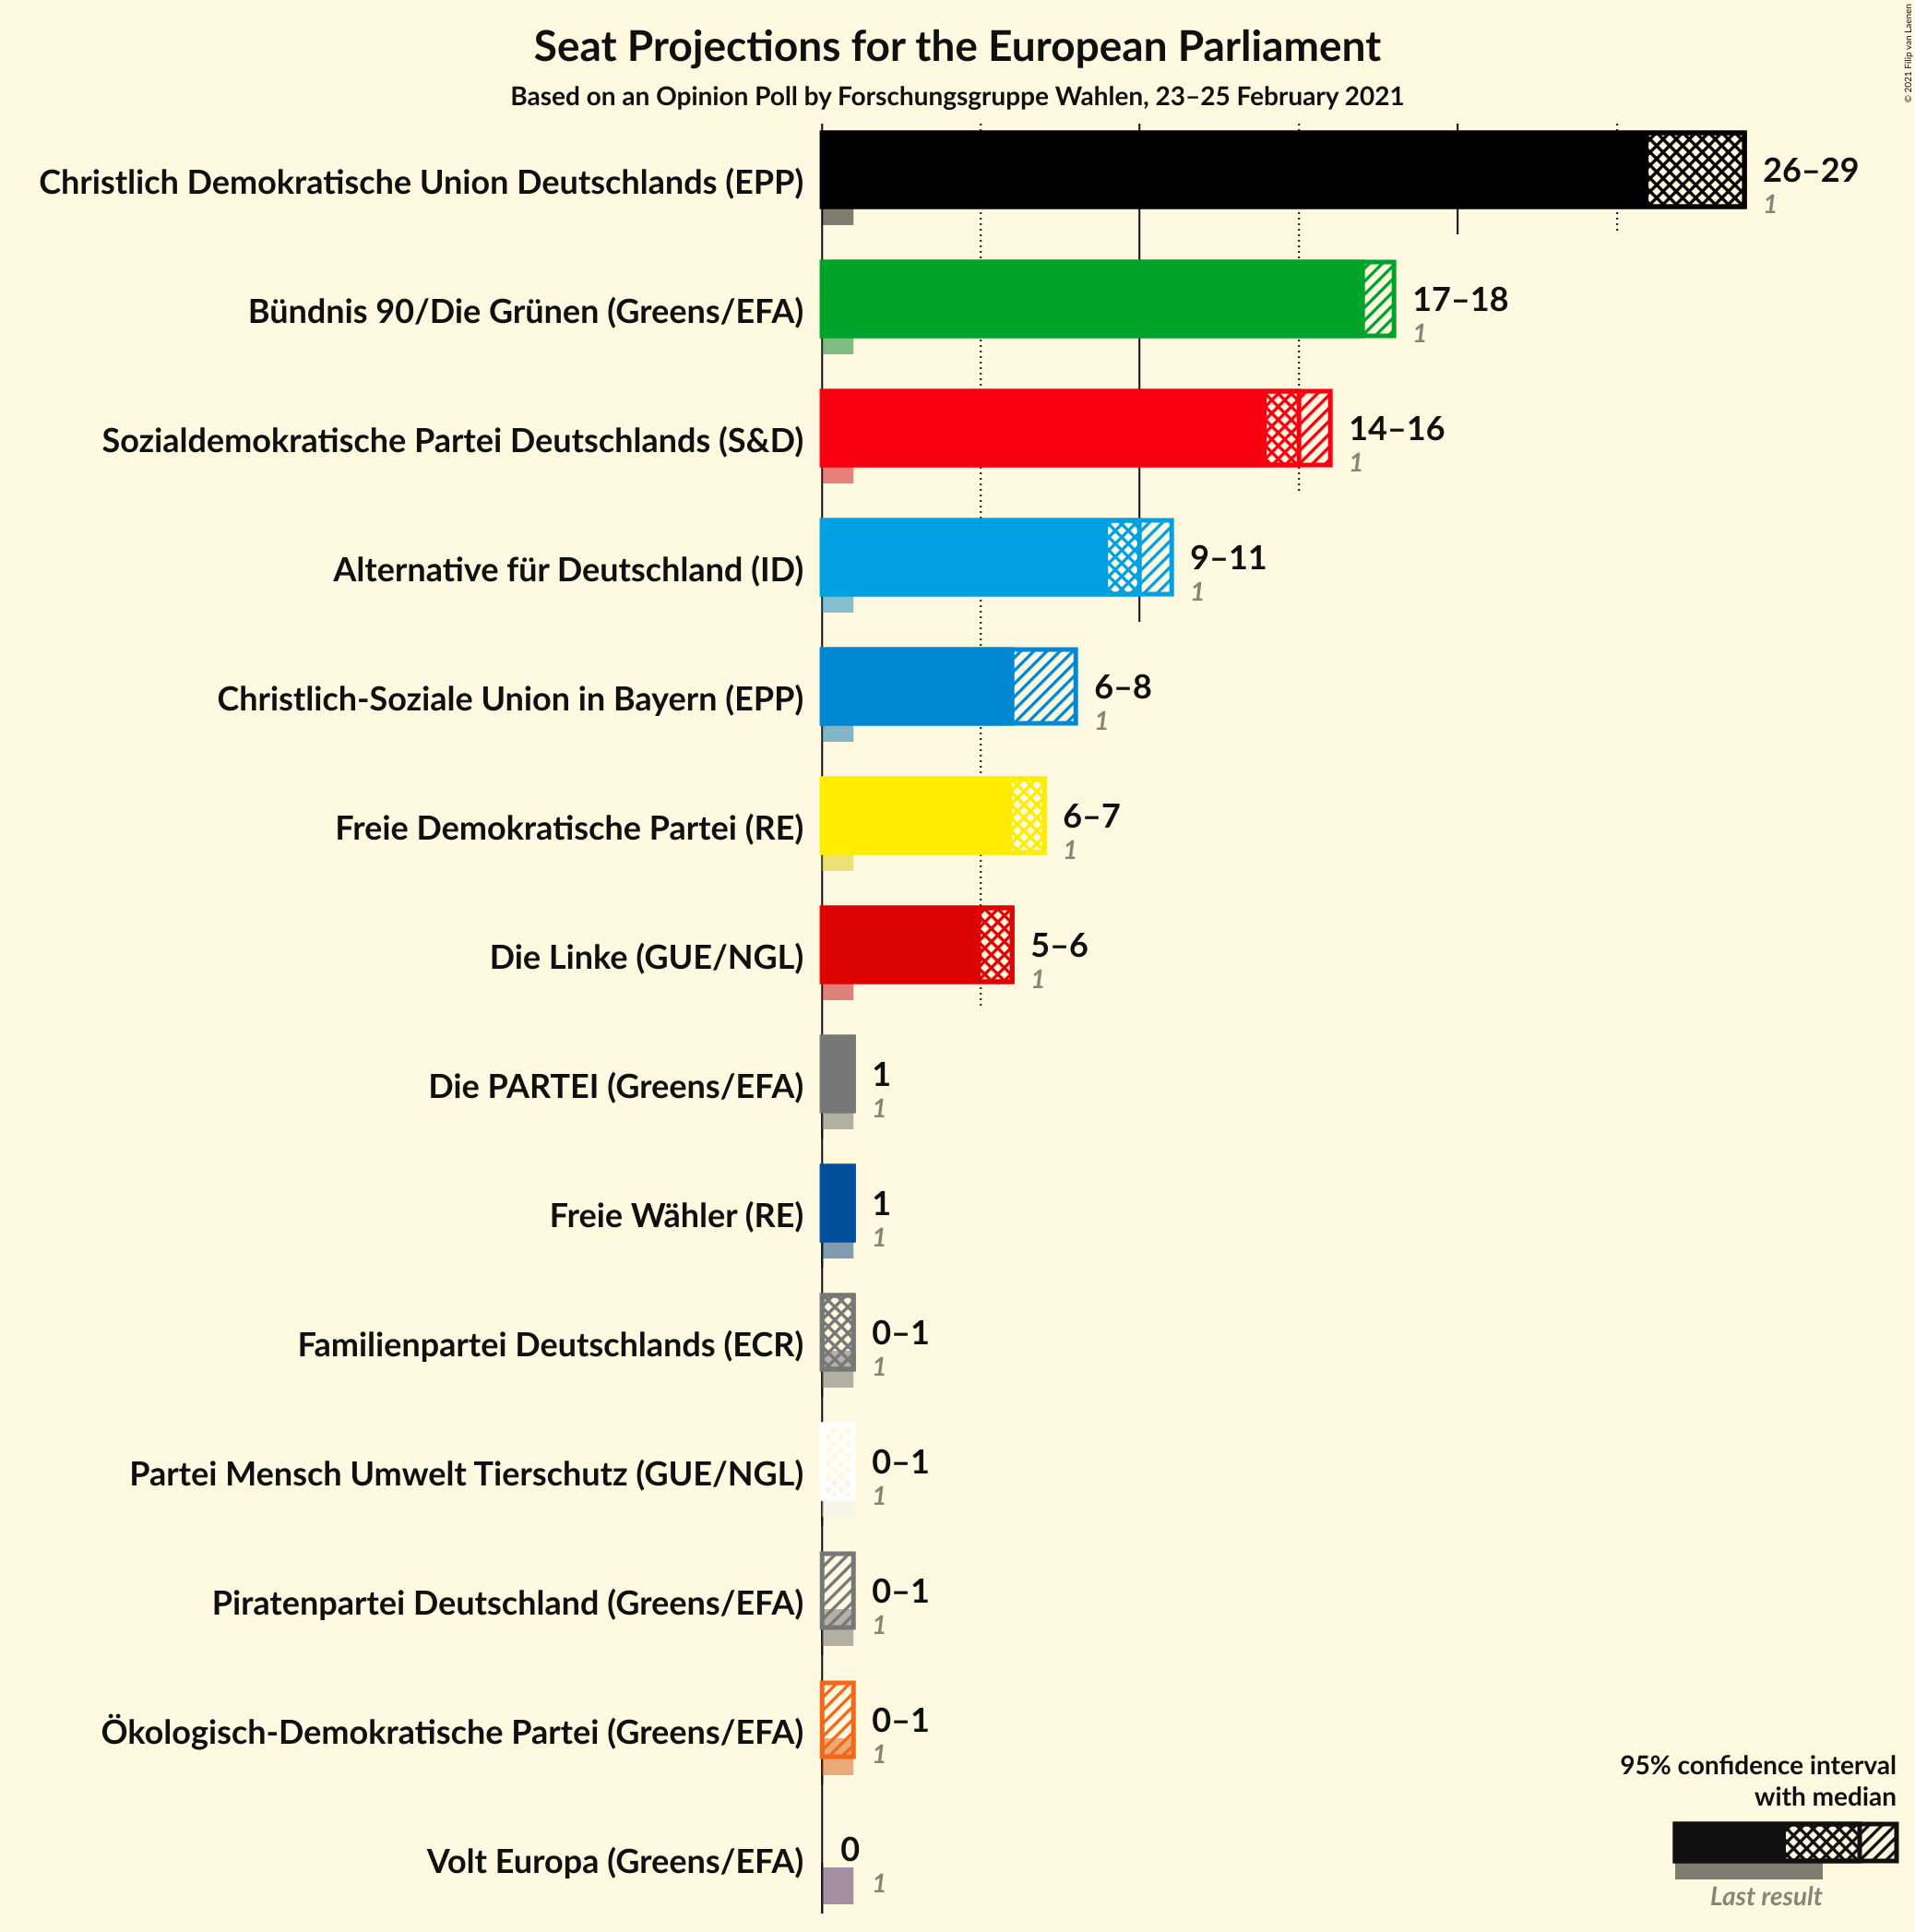 Seat Projections for the European Parliament
Based on an Opinion Poll by Forschungsgruppe Wahlen, 23–25 February 2021
© 2021 Filip van Laenen
Christlich Demokratische Union Deutschlands (EPP)
26–29
1
Bündnis 90/Die Grünen (Greens/EFA)
17–18
1
Sozialdemokratische Partei Deutschlands (S&D)
14–16
1
Alternative für Deutschland (ID)
9–11
1
Christlich-Soziale Union in Bayern (EPP)
6–8
1
Freie Demokratische Partei (RE)
6–7
1
Die Linke (GUE/NGL)
5–6
1
Die PARTEI (Greens/EFA)
1
1
Freie Wähler (RE)
1
1
Familienpartei Deutschlands (ECR)
0–1
1
Partei Mensch Umwelt Tierschutz (GUE/NGL)
0–1
1
Piratenpartei Deutschland (Greens/EFA)
0–1
1
Ökologisch-Demokratische Partei (Greens/EFA)
0–1
1
Volt Europa (Greens/EFA)
0
1
95% confidence interval
with median
Last result